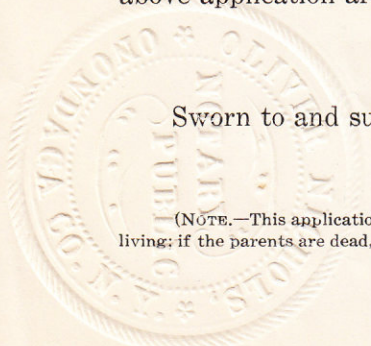 above application ar
Sworn to and su
(NOTE.—This applicatio
living; if the parents are dead,
OLIVER NICHOLS,
NOTARY
PUBLIC
ONONDAGA CO. N. Y.